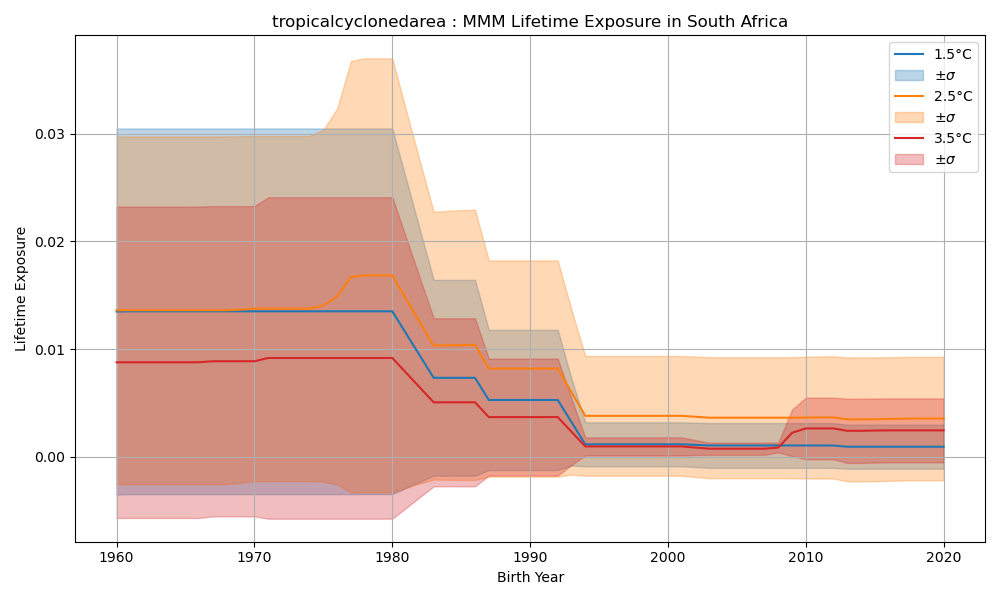 tropicalcyclonedarea : MMM Lifetime Exposure in South Africa
1.5°C
±σ
2.5°C
±σ
3.5°C
±σ
0.03
0.02
0.01
0.00
Lifetime Exposure
1960 1970 1980 1990 2000 2010 2020
Birth Year